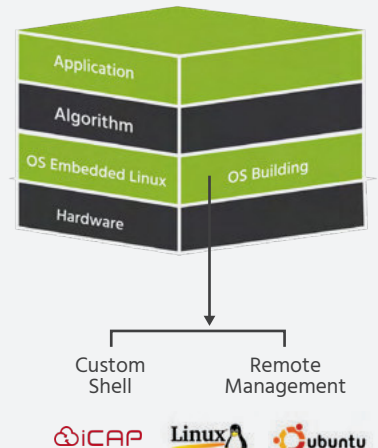 Application
Algorithm
OS Embedded Linux OS Building
Hardware
Custom Remote
Shell Management
iCAP Linux ubuntu